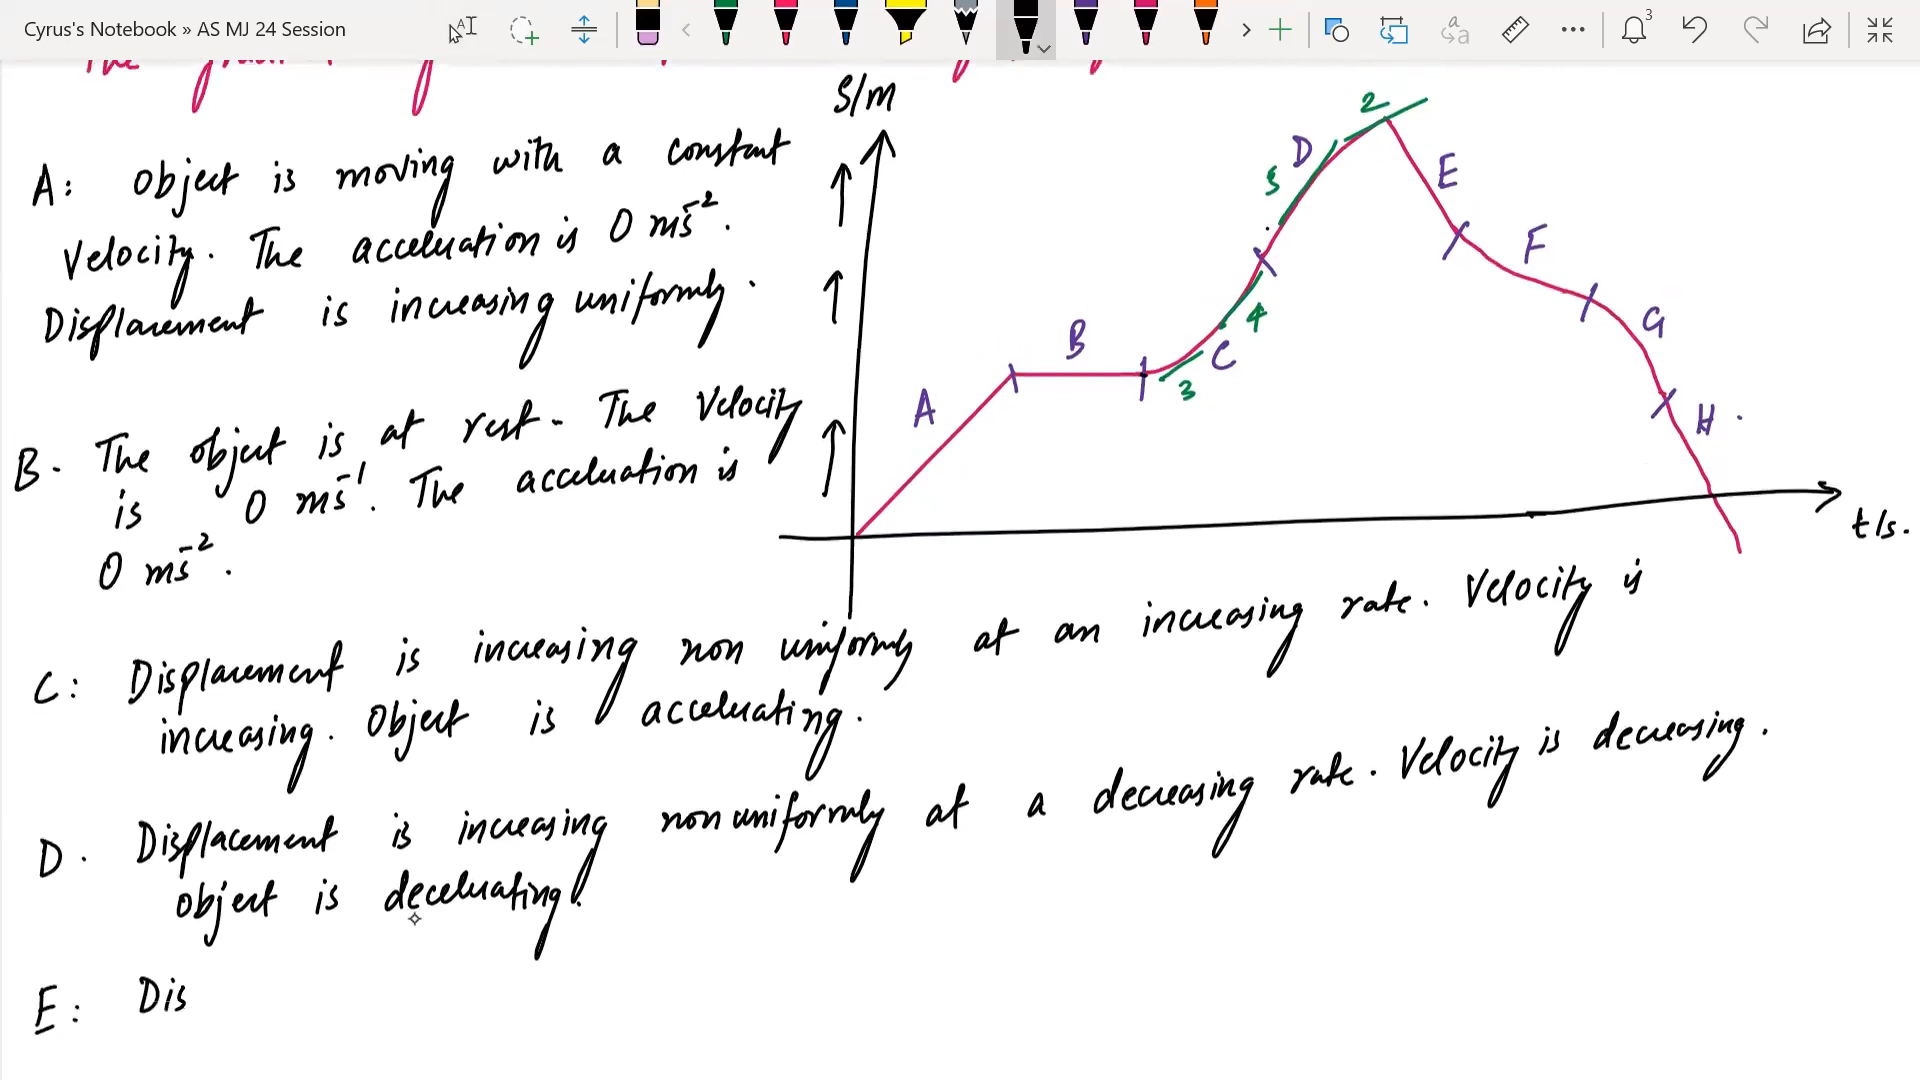 Cyrus's Notebook » AS MJ 24 Session
3
The
S/m
A: object is moving with a constant
Velocity. The acceleration is 0 ms⁻².
Displacement is increasing uniformly.
B. The object is at rest. The Velocity
is 0 ms⁻¹. The acceleration is
0 ms⁻².
A
B
3
C
4
5
D
2
E
F
G
H.
t/s.
C: Displacement is increasing non uniformly at an increasing rate. Velocity is
increasing. Object is accelerating.
D. Displacement is increasing non uniformly at a decreasing rate. Velocity is decreasing.
object is decelerating.
E: Dis